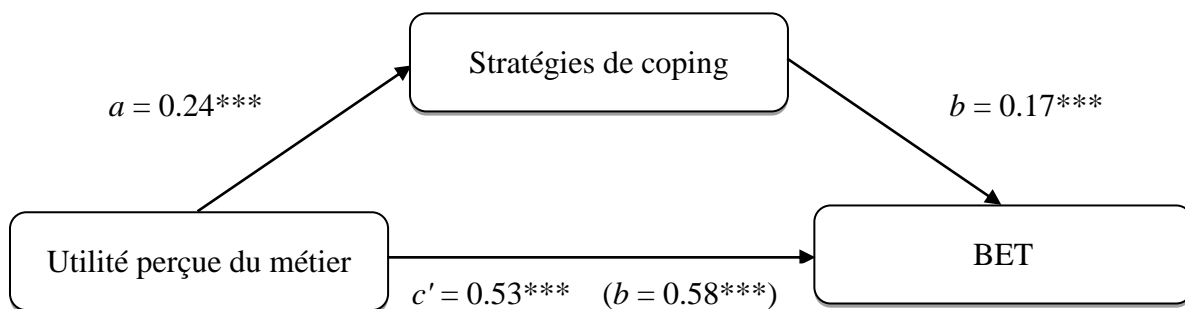 Stratégies de coping
a = 0.24***
b = 0.17***
Utilité perçue du métier
BET
c' = 0.53*** (b = 0.58***)